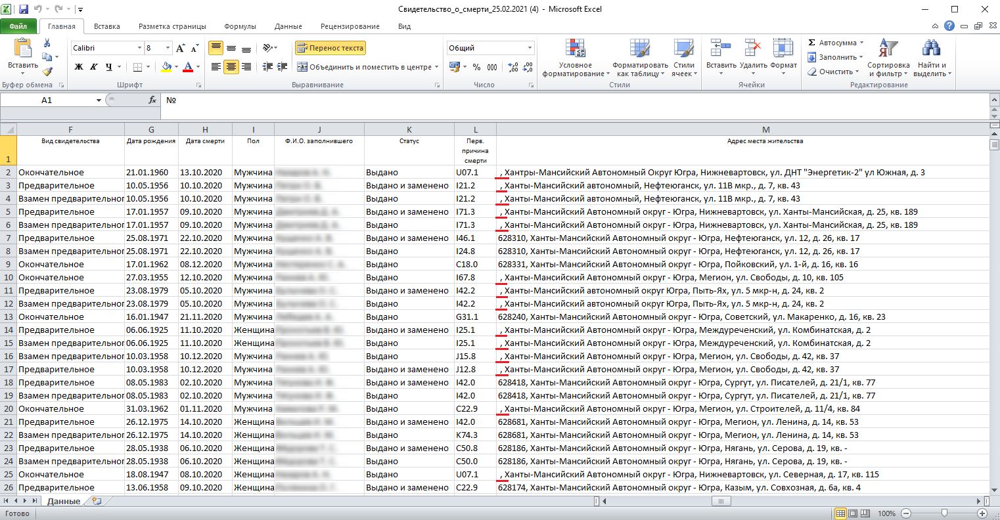 Свидетельство_о_смерти_25.02.2021 (4) - Microsoft Excel
Файл Главная Вставка Разметка страницы Формулы Данные Рецензирование Вид
Calibri 8 Перенос текста Общий Σ Автосумма
Вставить Условное форматирование Форматировать как таблицу Стили ячеек Вставить Удалить Формат Заполнить Сортировка и фильтр Найти и выделить
Ж К Ч А Объединить и поместить в центре % 000 Очистить
Буфер обмена Шрифт Выравнивание Число Стили Ячейки Редактирование
A1 fx №
F G H I J K L M
1 Вид свидетельства Дата рождения Дата смерти Пол Ф.И.О. заполнившего Статус Перв. причина смерти Адрес места жительства
2 Окончательное 21.01.1960 13.10.2020 Мужчина Выдано U07.1 , Хантры-Мансийский Автономный Округ Югра, Нижневартовск, ул. ДНТ "Энергетик-2" ул Южная, д. 3
3 Предварительное 10.05.1956 10.10.2020 Мужчина Выдано и заменено I21.2 , Ханты-Мансийский автономный, Нефтеюганск, ул. 11В мкр., д. 7, кв. 43
4 Взамен предварительног 10.05.1956 10.10.2020 Мужчина Выдано I21.2 , Ханты-Мансийский автономный, Нефтеюганск, ул. 11В мкр., д. 7, кв. 43
5 Предварительное 17.01.1957 09.10.2020 Мужчина Выдано и заменено I71.3 , Ханты-Мансийский Автономный округ - Югра, Нижневартовск, ул. Ханты-Мансийская, д. 25, кв. 189
6 Взамен предварительног 17.01.1957 09.10.2020 Мужчина Выдано I71.3 , Ханты-Мансийский Автономный округ - Югра, Нижневартовск, ул. Ханты-Мансийская, д. 25, кв. 189
7 Предварительное 25.08.1971 22.10.2020 Мужчина Выдано и заменено I46.1 628310, Ханты-Мансийский Автономный округ - Югра, Нефтеюганск, ул. 12, д. 26, кв. 17
8 Взамен предварительног 25.08.1971 22.10.2020 Мужчина Выдано I24.8 628310, Ханты-Мансийский Автономный округ - Югра, Нефтеюганск, ул. 12, д. 26, кв. 17
9 Окончательное 17.01.1962 08.12.2020 Мужчина Выдано C18.0 628331, Ханты-Мансийский Автономный округ - Югра, Пойковский, ул. 1-й, д. 16, кв. 16
10 Окончательное 27.03.1955 12.10.2020 Мужчина Выдано I67.8 , Ханты-Мансийский Автономный округ - Югра, Мегион, ул. Свободы, д. 10, кв. 105
11 Предварительное 23.08.1979 05.10.2020 Мужчина Выдано и заменено I42.2 , Ханты-Мансийский автономный округ Югра, Пыть-Ях, ул. 5 мкр-н, д. 24, кв. 2
12 Взамен предварительног 23.08.1979 05.10.2020 Мужчина Выдано I42.2 , Ханты-Мансийский автономный округ Югра, Пыть-Ях, ул. 5 мкр-н, д. 24, кв. 2
13 Окончательное 16.01.1947 21.11.2020 Мужчина Выдано G31.1 628240, Ханты-Мансийский Автономный округ - Югра, Советский, ул. Макаренко, д. 16, кв. 23
14 Предварительное 06.06.1925 11.10.2020 Женщина Выдано и заменено I25.1 , Ханты-Мансийский Автономный округ - Югра, Междуреченский, ул. Комбинатская, д. 2
15 Взамен предварительног 06.06.1925 11.10.2020 Женщина Выдано I25.1 , Ханты-Мансийский Автономный округ - Югра, Междуреченский, ул. Комбинатская, д. 2
16 Взамен предварительног 10.03.1958 10.12.2020 Мужчина Выдано J15.8 , Ханты-Мансийский Автономный округ - Югра, Мегион, ул. Свободы, д. 42, кв. 37
17 Предварительное 10.03.1958 10.12.2020 Мужчина Выдано и заменено J12.8 , Ханты-Мансийский Автономный округ - Югра, Мегион, ул. Свободы, д. 42, кв. 37
18 Предварительное 08.05.1983 02.10.2020 Мужчина Выдано и заменено I42.0 628418, Ханты-Мансийский Автономный округ - Югра, Сургут, ул. Писателей, д. 21/1, кв. 77
19 Взамен предварительног 08.05.1983 02.10.2020 Мужчина Выдано I42.0 628418, Ханты-Мансийский Автономный округ - Югра, Сургут, ул. Писателей, д. 21/1, кв. 77
20 Окончательное 31.03.1962 01.11.2020 Мужчина Выдано C22.9 , Ханты-Мансийский Автономный округ - Югра, Мегион, ул. Строителей, д. 11/4, кв. 84
21 Предварительное 26.12.1975 14.10.2020 Женщина Выдано и заменено I42.0 628681, Ханты-Мансийский Автономный округ - Югра, Мегион, ул. Ленина, д. 14, кв. 53
22 Взамен предварительног 26.12.1975 14.10.2020 Женщина Выдано K74.3 628681, Ханты-Мансийский Автономный округ - Югра, Мегион, ул. Ленина, д. 14, кв. 53
23 Предварительное 28.05.1938 06.10.2020 Женщина Выдано и заменено C50.8 628186, Ханты-Мансийский Автономный округ - Югра, Нягань, ул. Серова, д. 19, кв. -
24 Взамен предварительног 28.05.1938 06.10.2020 Женщина Выдано C50.0 628186, Ханты-Мансийский Автономный округ - Югра, Нягань, ул. Серова, д. 19, кв. -
25 Окончательное 18.08.1947 08.10.2020 Женщина Выдано U07.1 , Ханты-Мансийский Автономный округ - Югра, Нижневартовск, ул. Северная, д. 17, кв. 115
26 Предварительное 13.06.1958 09.10.2020 Женщина Выдано и заменено C22.9 628174, Ханты-Мансийский Автономный округ - Югра, Казым, ул. Совхозная, д. 6а, кв. 4
Данные
Готово 100%